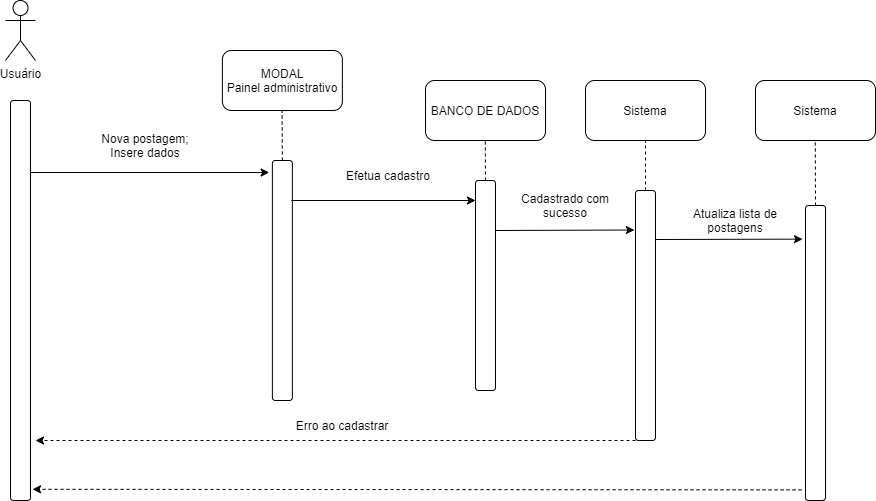 Usuário
MODAL
Painel administrativo
BANCO DE DADOS
Sistema
Sistema
Nova postagem;
Insere dados
Efetua cadastro
Cadastrado com
sucesso
Atualiza lista de
postagens
Erro ao cadastrar